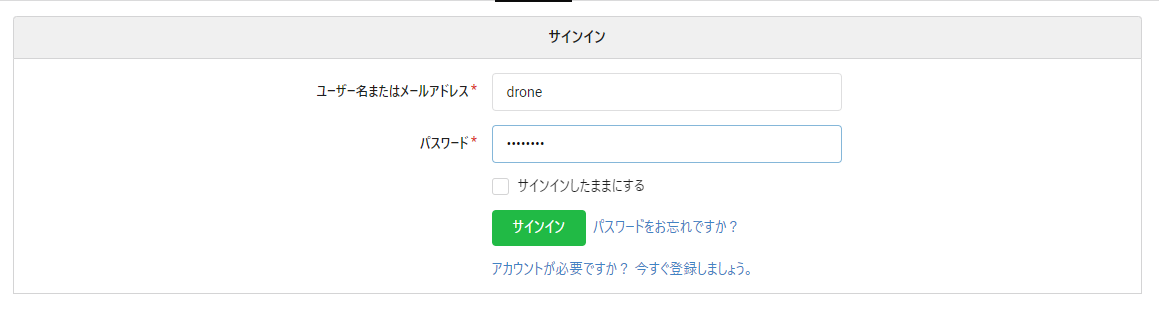 サインイン
ユーザー名またはメールアドレス*
drone
パスワード*
••••••••
サインインしたままにする
サインイン パスワードをお忘れですか？
アカウントが必要ですか？ 今すぐ登録しましょう。